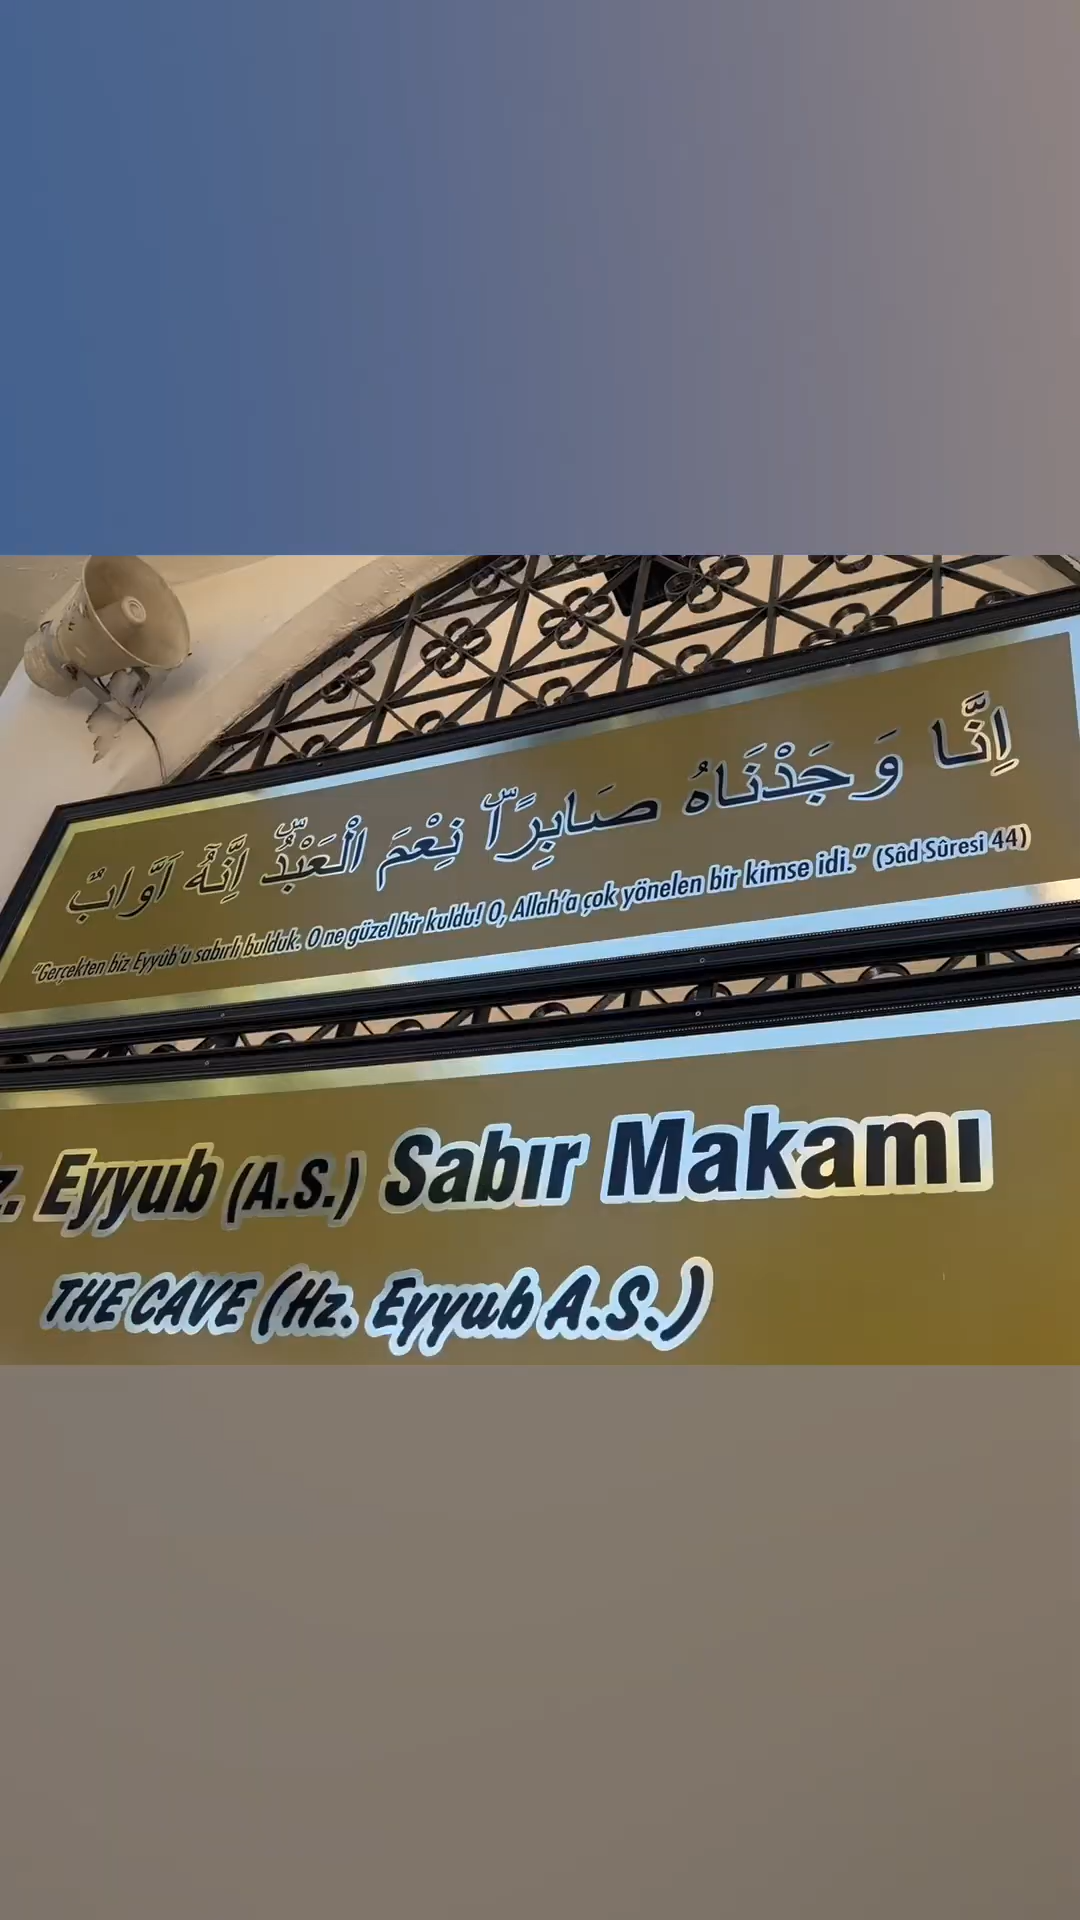 اِنَّا وَجَدْنَاهُ صَابِرًاۜ نِعْمَ الْعَبْدُۜ اِنَّهُٓ اَوَّابٌ
"Gerçekten biz Eyyûb'u sabırlı bulduk. O ne güzel bir kuldu! O, Allah'a çok yönelen bir kimse idi." (Sâd Sûresi 44)
z. Eyyub (A.S.) Sabır Makamı
THE CAVE (Hz. Eyyub A.S.)